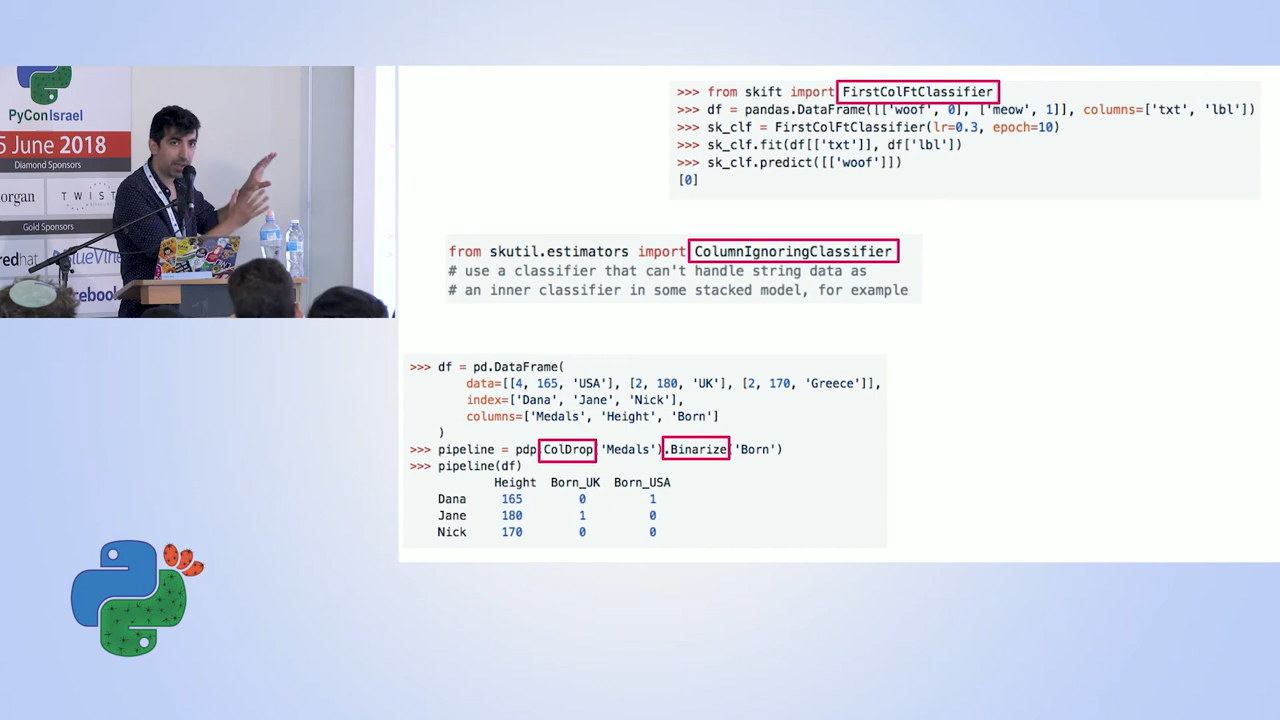 PyConIsrael
5 June 2018
Diamond Sponsors
organ
TWIST
Gold Sponsors
edhat
BlueVine
facebook
>>> from skift import FirstColFtClassifier
>>> df = pandas.DataFrame([['woof', 0], ['meow', 1]], columns=['txt', 'lbl'])
>>> sk_clf = FirstColFtClassifier(lr=0.3, epoch=10)
>>> sk_clf.fit(df[['txt']], df['lbl'])
>>> sk_clf.predict([['woof']])
[0]
from skutil.estimators import ColumnIgnoringClassifier
# use a classifier that can't handle string data as
# an inner classifier in some stacked model, for example
>>> df = pd.DataFrame(
data=[[4, 165, 'USA'], [2, 180, 'UK'], [2, 170, 'Greece']],
index=['Dana', 'Jane', 'Nick'],
columns=['Medals', 'Height', 'Born']
)
>>> pipeline = pdp.ColDrop('Medals').Binarize('Born')
>>> pipeline(df)
Height Born_UK Born_USA
Dana 165 0 1
Jane 180 1 0
Nick 170 0 0